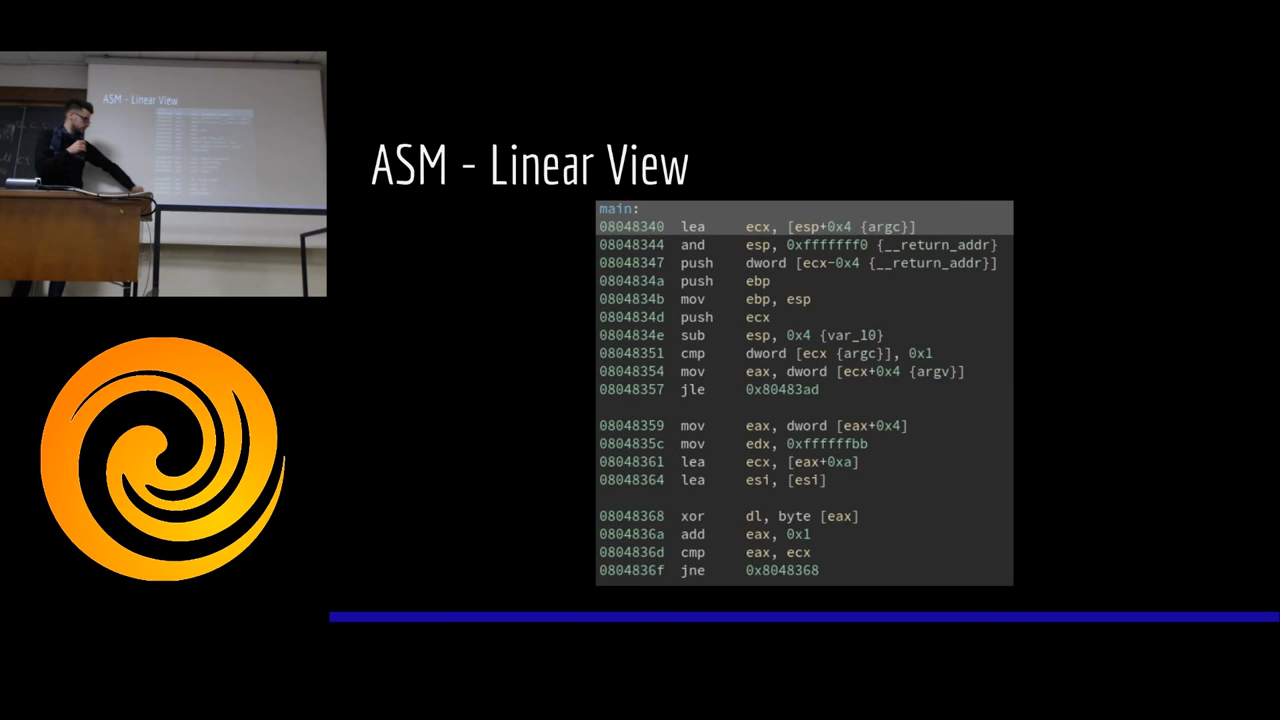 ASM - Linear View
ASM - Linear View
main:
08048340 lea ecx, [esp+0x4 {argc}]
08048344 and esp, 0xfffffff0 {__return_addr}
08048347 push dword [ecx-0x4 {__return_addr}]
0804834a push ebp
0804834b mov ebp, esp
0804834d push ecx
0804834e sub esp, 0x4 {var_10}
08048351 cmp dword [ecx {argc}], 0x1
08048354 mov eax, dword [ecx+0x4 {argv}]
08048357 jle 0x80483ad
08048359 mov eax, dword [eax+0x4]
0804835c mov edx, 0xffffffbb
08048361 lea ecx, [eax+0xa]
08048364 lea esi, [esi]
08048368 xor dl, byte [eax]
0804836a add eax, 0x1
0804836d cmp eax, ecx
0804836f jne 0x8048368